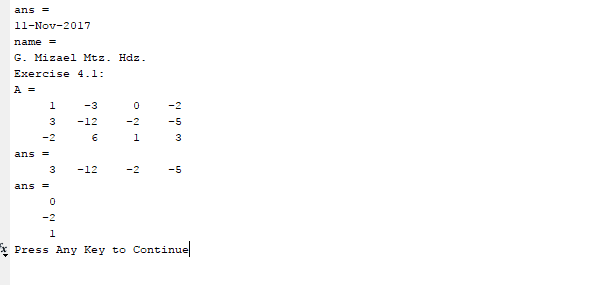 ans =
11-Nov-2017
name =
G. Mizael Mtz. Hdz.
Exercise 4.1:
A =
1 -3 0 -2
3 -12 -2 -5
-2 6 1 3
ans =
3 -12 -2 -5
ans =
0
-2
1
fx Press Any Key to Continue